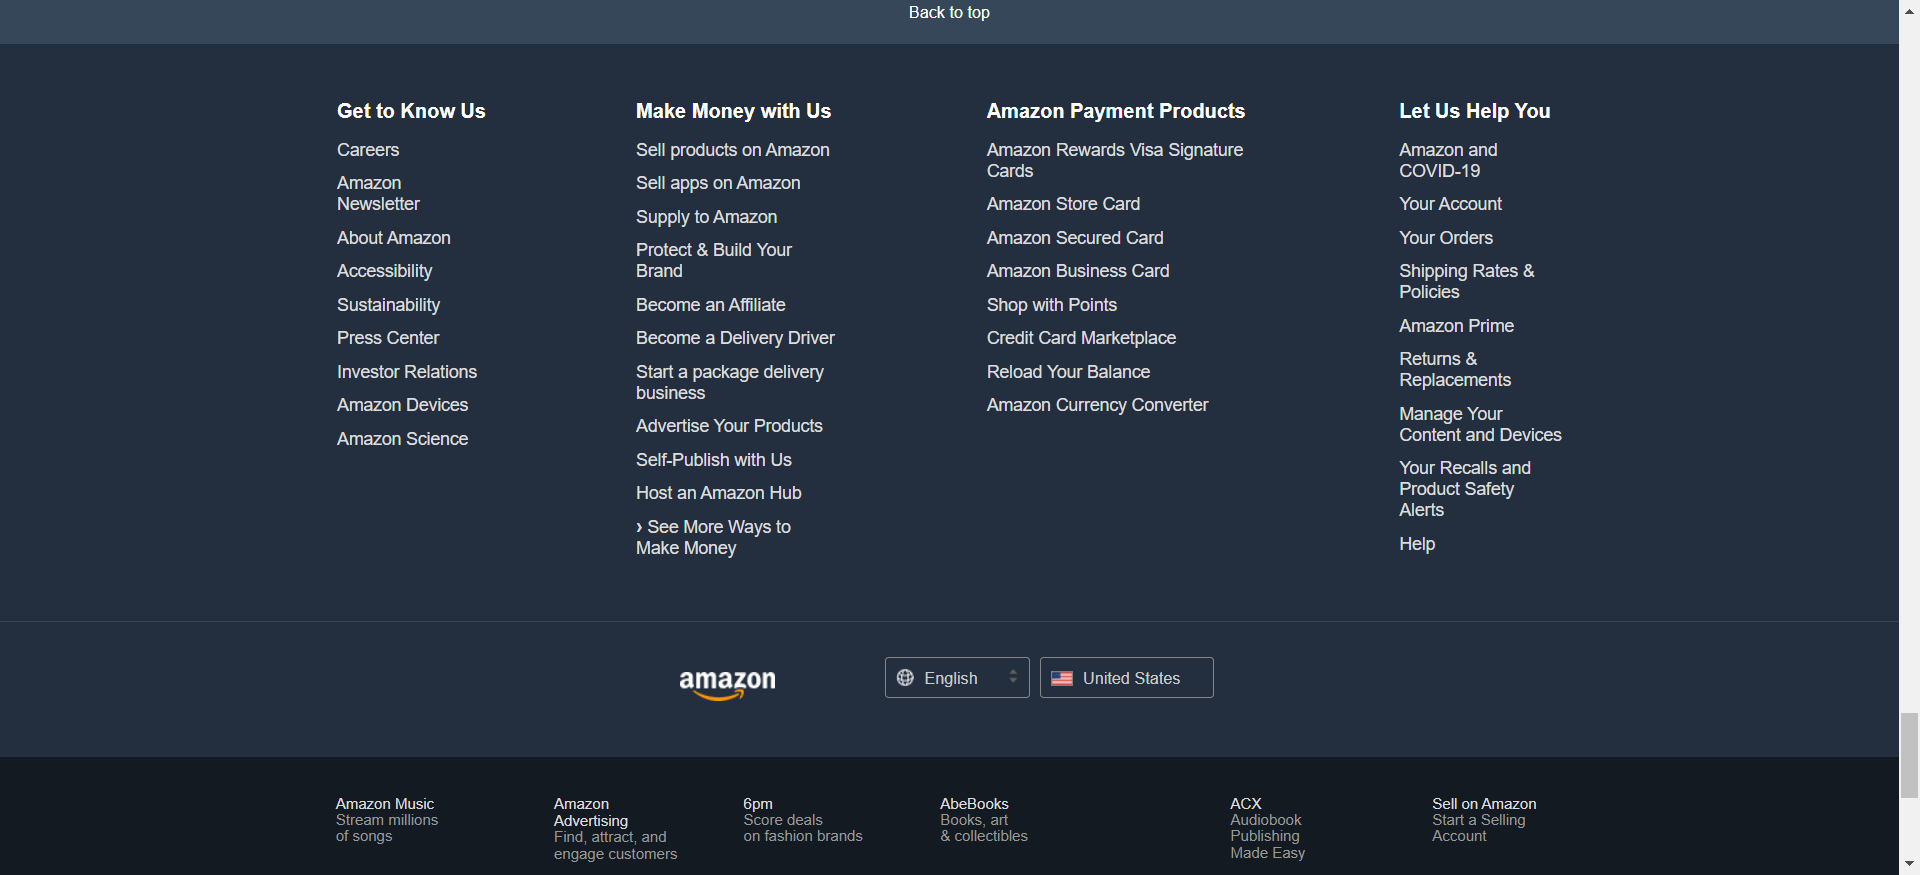 Back to top
Get to Know Us
Careers
Amazon
Newsletter
About Amazon
Accessibility
Sustainability
Press Center
Investor Relations
Amazon Devices
Amazon Science
Make Money with Us
Sell products on Amazon
Sell apps on Amazon
Supply to Amazon
Protect & Build Your
Brand
Become an Affiliate
Become a Delivery Driver
Start a package delivery
business
Advertise Your Products
Self-Publish with Us
Host an Amazon Hub
› See More Ways to
Make Money
Amazon Payment Products
Amazon Rewards Visa Signature
Cards
Amazon Store Card
Amazon Secured Card
Amazon Business Card
Shop with Points
Credit Card Marketplace
Reload Your Balance
Amazon Currency Converter
Let Us Help You
Amazon and
COVID-19
Your Account
Your Orders
Shipping Rates &
Policies
Amazon Prime
Returns &
Replacements
Manage Your
Content and Devices
Your Recalls and
Product Safety
Alerts
Help
amazon
English
United States
Amazon Music
Stream millions
of songs
Amazon
Advertising
Find, attract, and
engage customers
6pm
Score deals
on fashion brands
AbeBooks
Books, art
& collectibles
ACX
Audiobook
Publishing
Made Easy
Sell on Amazon
Start a Selling
Account